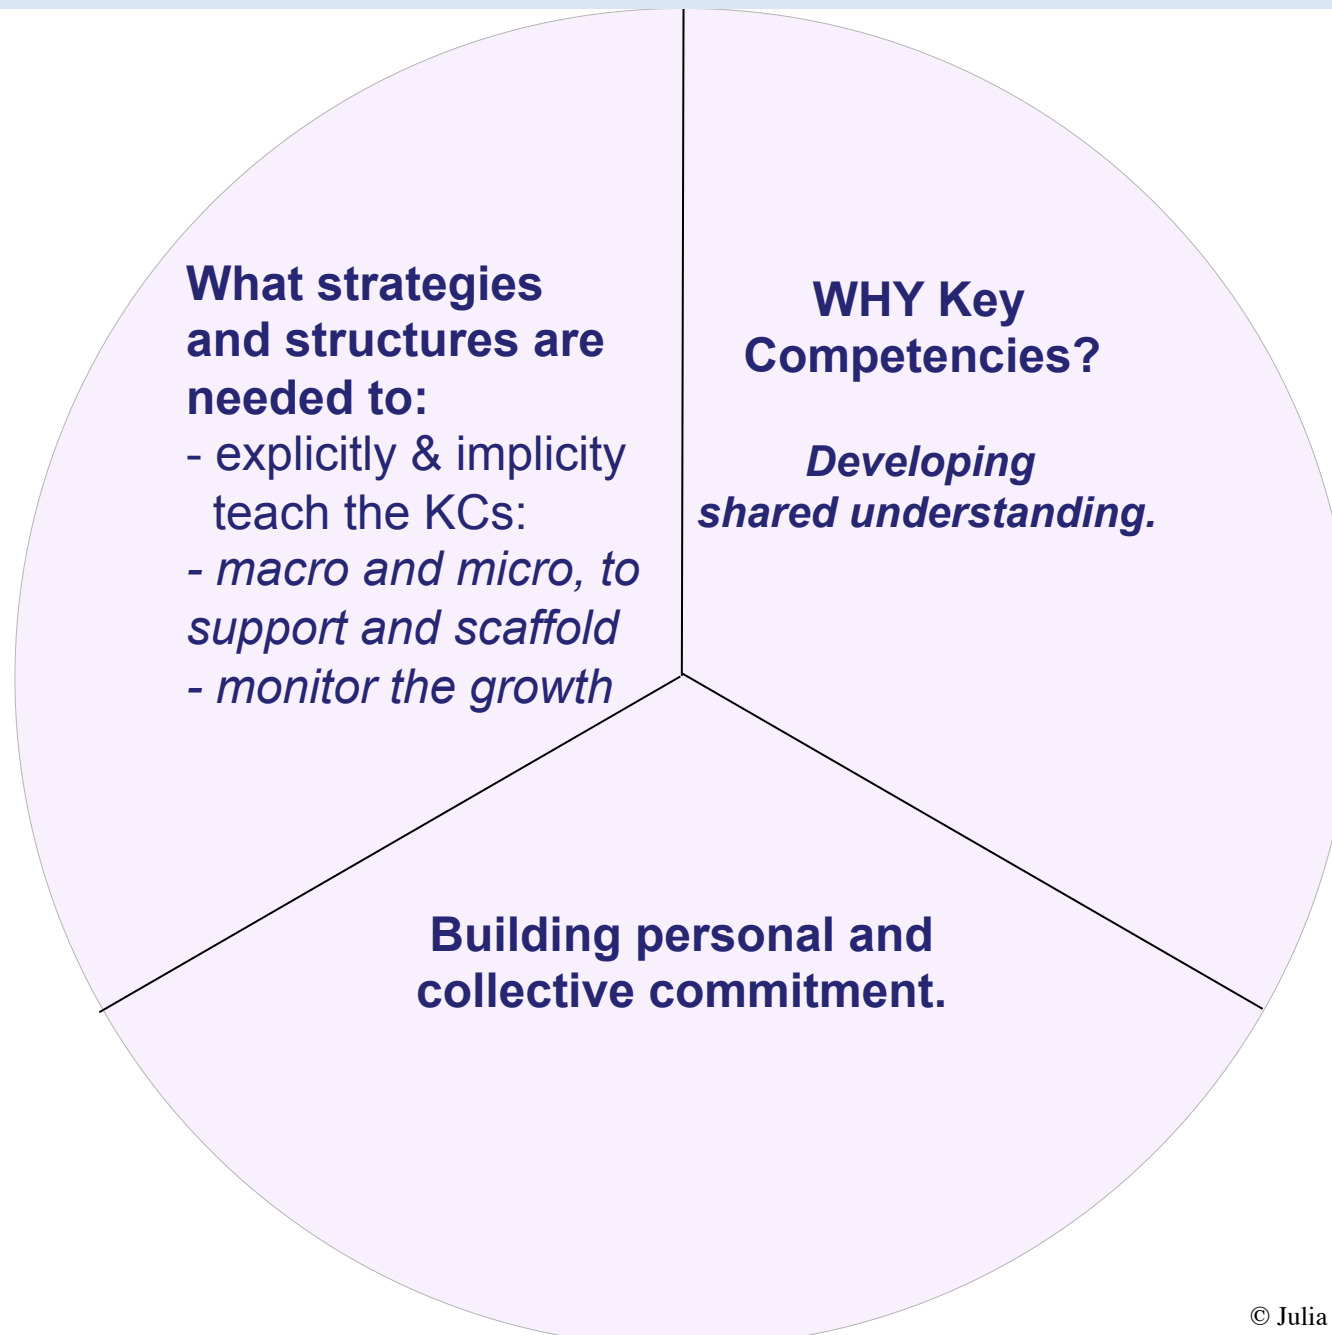 What strategies
and structures are
needed to:
- explicitly & implicity
teach the KCs:
- macro and micro, to
support and scaffold
- monitor the growth
WHY Key
Competencies?
Developing
shared understanding.
Building personal and
collective commitment.
© Julia